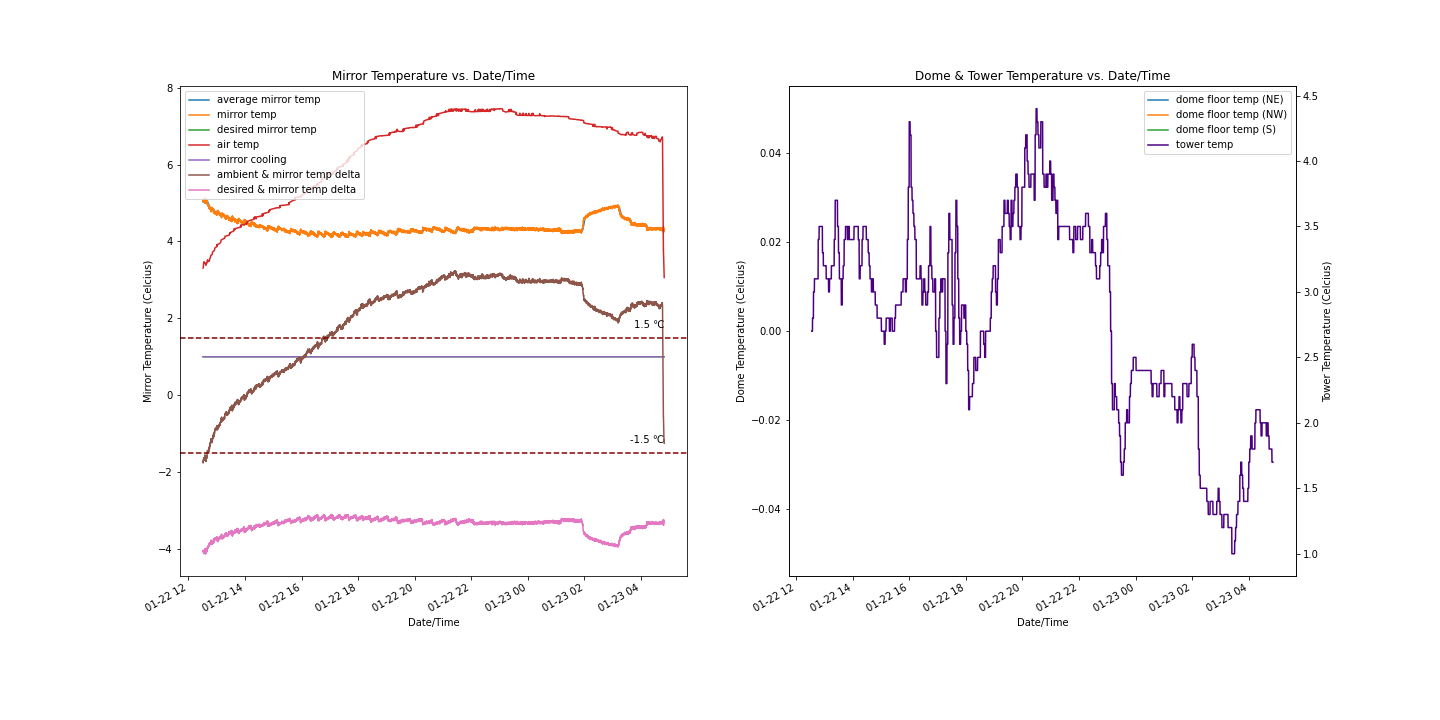 Mirror Temperature vs. Date/Time
8
6
4
2
0
−2
−4
Mirror Temperature (Celcius)
average mirror temp
mirror temp
desired mirror temp
air temp
mirror cooling
ambient & mirror temp delta
desired & mirror temp delta
1.5 °C
-1.5 °C
01-22 12
01-22 14
01-22 16
01-22 18
01-22 20
01-22 22
01-23 00
01-23 02
01-23 04
Date/Time
Dome & Tower Temperature vs. Date/Time
0.04
0.02
0.00
−0.02
−0.04
Dome Temperature (Celcius)
dome floor temp (NE)
dome floor temp (NW)
dome floor temp (S)
tower temp
4.5
4.0
3.5
3.0
2.5
2.0
1.5
1.0
Tower Temperature (Celcius)
01-22 12
01-22 14
01-22 16
01-22 18
01-22 20
01-22 22
01-23 00
01-23 02
01-23 04
Date/Time